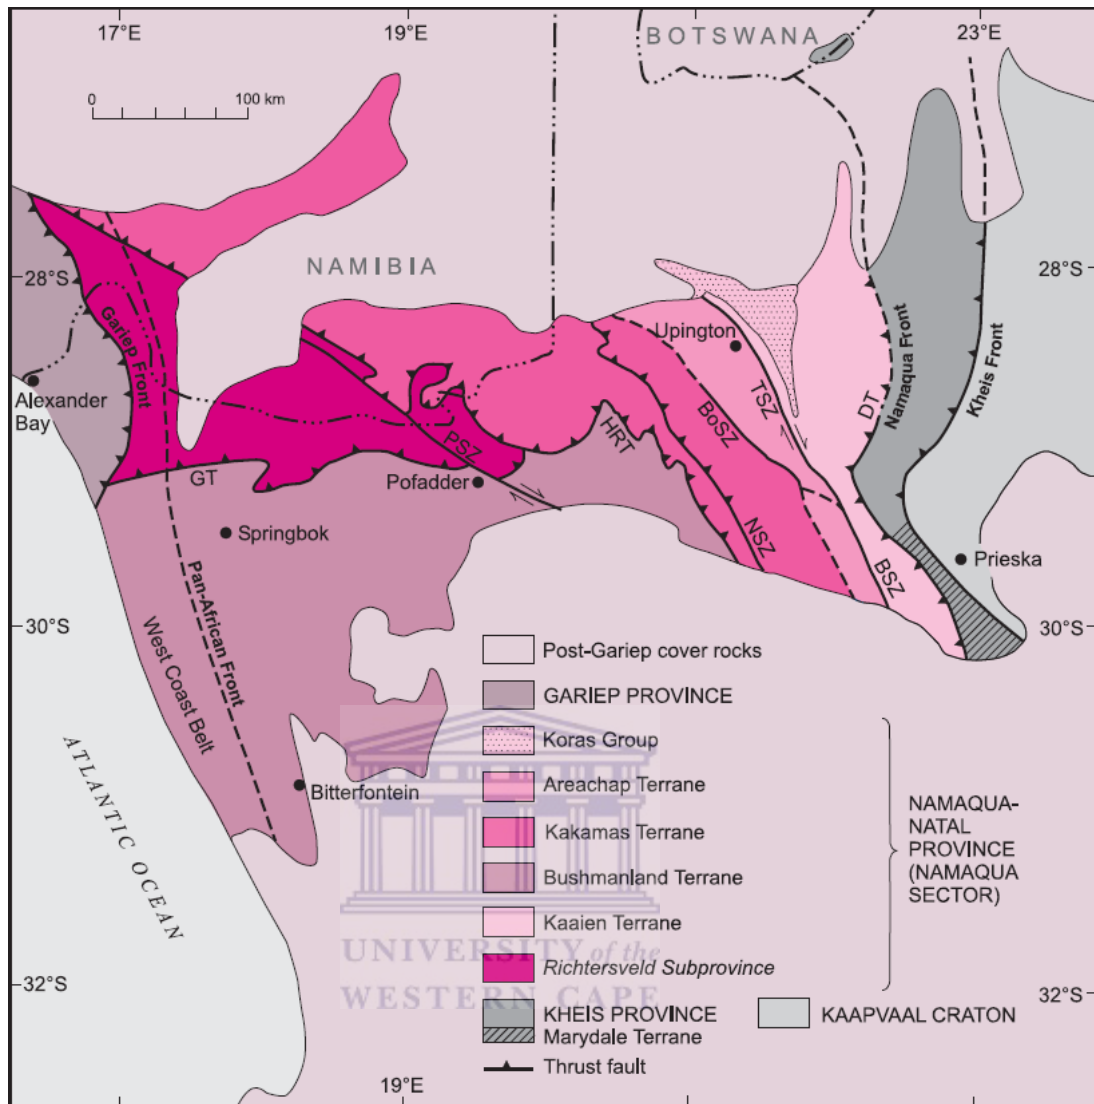 17°E
19°E
23°E
BOTSWANA
0
100 km
28°S
NAMIBIA
28°S
Gariep Front
Upington
Namaqua Front
Kheis Front
Alexander
Bay
TSZ
DT
BoSZ
HRT
PSZ
GT
Pofadder
Springbok
NSZ
BSZ
Prieska
30°S
30°S
Pan-African Front
West Coast Belt
Bitterfontein
ATLANTIC OCEAN
Post-Gariep cover rocks
GARIEP PROVINCE
Koras Group
Areachap Terrane
Kakamas Terrane
Bushmanland Terrane
Kaaien Terrane
Richtersveld Subprovince
KHEIS PROVINCE
Marydale Terrane
Thrust fault
NAMAQUA-
NATAL
PROVINCE
(NAMAQUA
SECTOR)
KAAPVAAL CRATON
UNIVERSITY of the
WESTERN CAPE
32°S
32°S
19°E